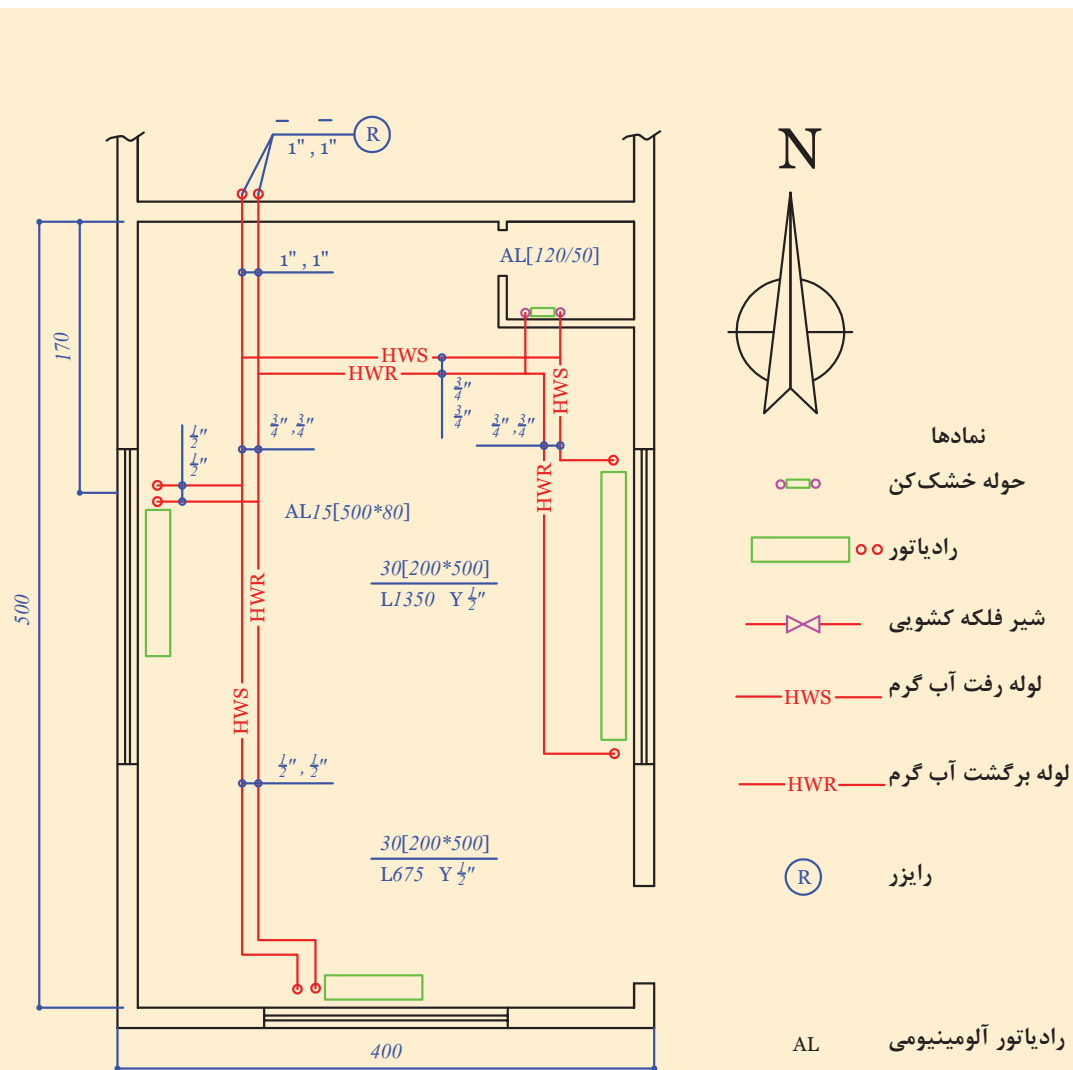 R
1" , 1"
N
AL[120/50]
1" , 1"
170
HWS
HWR
HWS
3/4"
3/4"
3/4" , 3/4"
3/4" , 3/4"
1/2"
1/2"
HWR
AL15[500*80]
30[200*500]
L1350 Y 1/2"
HWR
500
HWS
1/2" , 1/2"
30[200*500]
L675 Y 1/2"
400
نمادها
حوله خشک‌کن
رادیاتور
شیر فلکه کشویی
لوله رفت آب گرم
HWS
لوله برگشت آب گرم
HWR
رایزر
R
رادیاتور آلومینیومی
AL